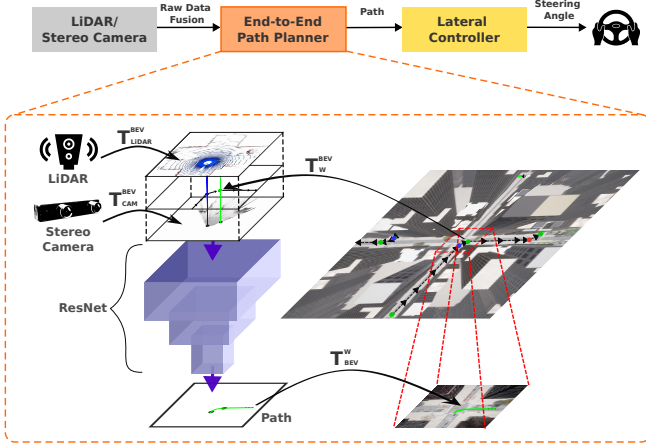 LiDAR/
Stereo Camera
Raw Data
Fusion
End-to-End
Path Planner
Path
Lateral
Controller
Steering
Angle
LiDAR
T BEV LiDAR
T BEV W
T BEV CAM
Stereo
Camera
ResNet
T W BEV
Path